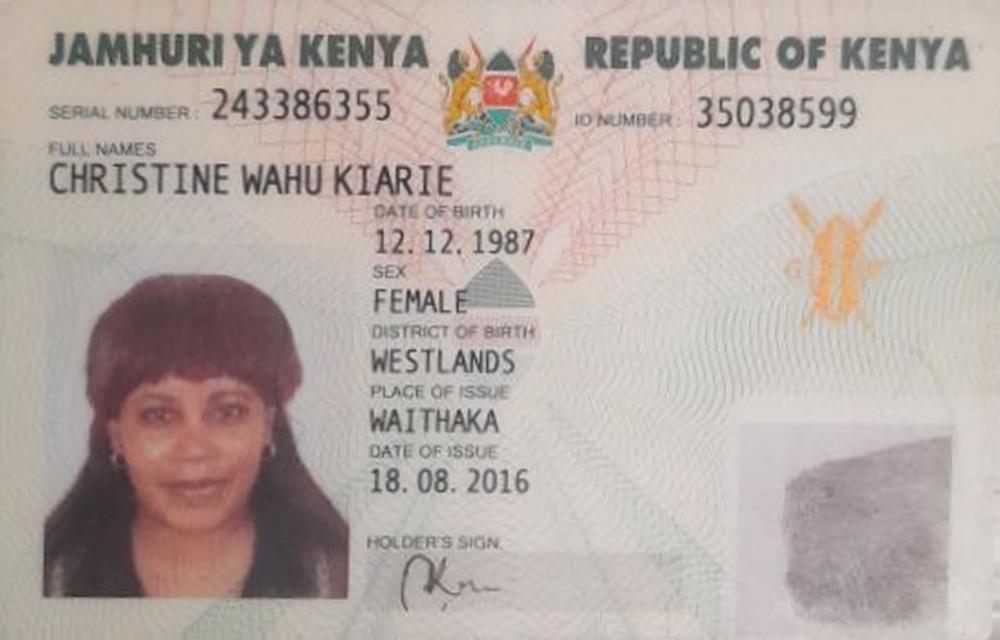 JAMHURI YA KENYA REPUBLIC OF KENYA
SERIAL NUMBER : 243386355 ID NUMBER : 35038599
FULL NAMES
CHRISTINE WAHU KIARIE
DATE OF BIRTH
12. 12. 1987
SEX
FEMALE
DISTRICT OF BIRTH
WESTLANDS
PLACE OF ISSUE
WAITHAKA
DATE OF ISSUE
18. 08. 2016
HOLDER'S SIGN.